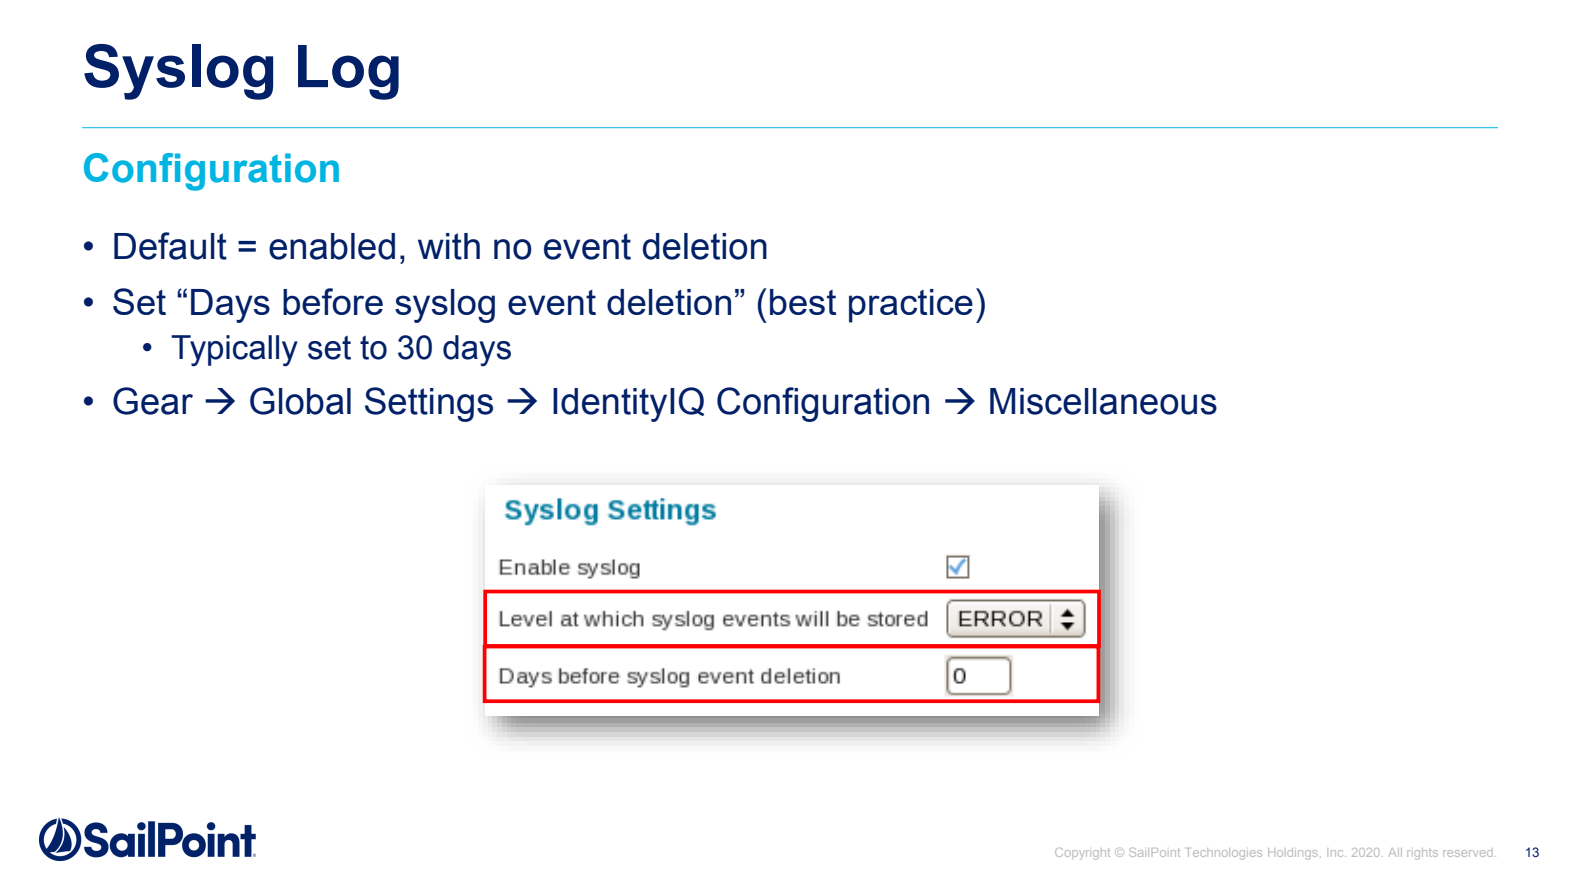 Syslog Log
Configuration
• Default = enabled, with no event deletion
• Set “Days before syslog event deletion” (best practice)
• Typically set to 30 days
• Gear → Global Settings → IdentityIQ Configuration → Miscellaneous
Syslog Settings
Enable syslog
Level at which syslog events will be stored ERROR
Days before syslog event deletion 0
SailPoint
Copyright © SailPoint Technologies Holdings, Inc. 2020. All rights reserved. 13